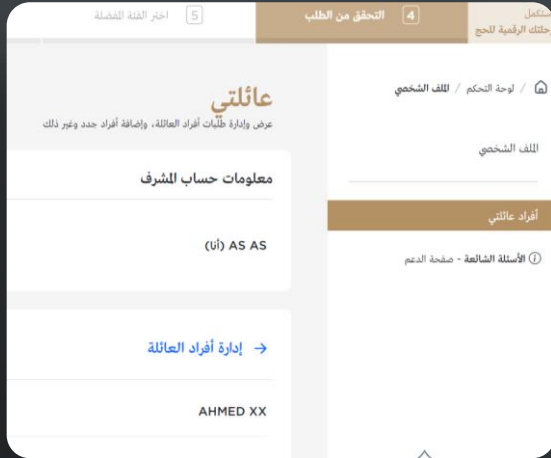 ستكمل
رحلتك الرقمية للحج
4 التحقق من الطلب
5 اختر الفئة المفضلة
/ لوحة التحكم / الملف الشخصي
الملف الشخصي
أفراد عائلتي
الأسئلة الشائعة - صفحة الدعم
عائلتي
عرض وإدارة طلبات أفراد العائلة، وإضافة أفراد جدد وغير ذلك
معلومات حساب المشرف
AS AS (أنا)
إدارة أفراد العائلة
AHMED XX